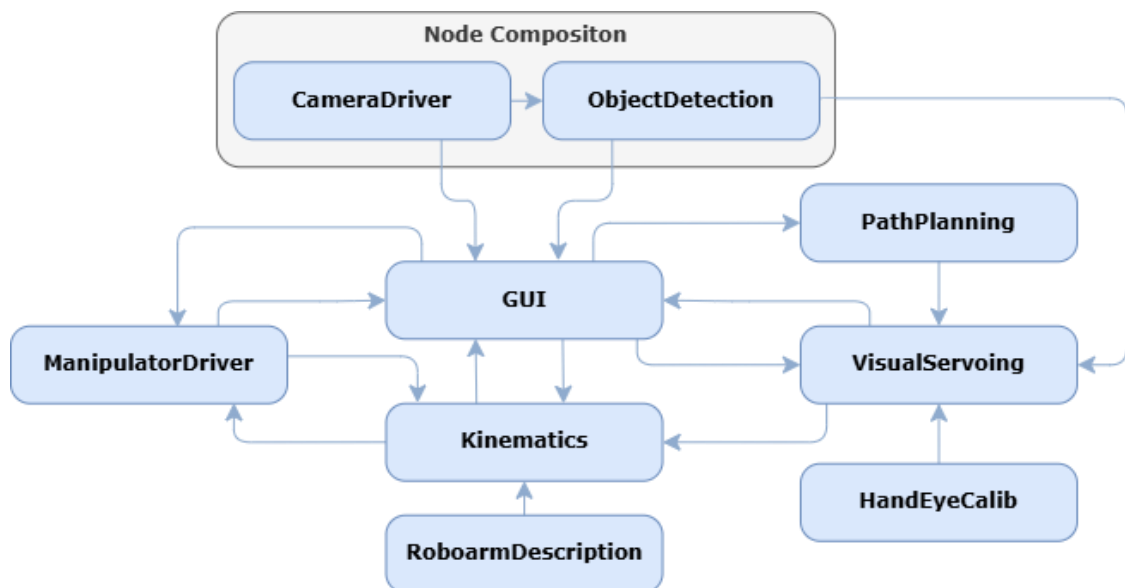 Node Compositon
CameraDriver
ObjectDetection
PathPlanning
GUI
ManipulatorDriver
VisualServoing
Kinematics
HandEyeCalib
RoboarmDescription